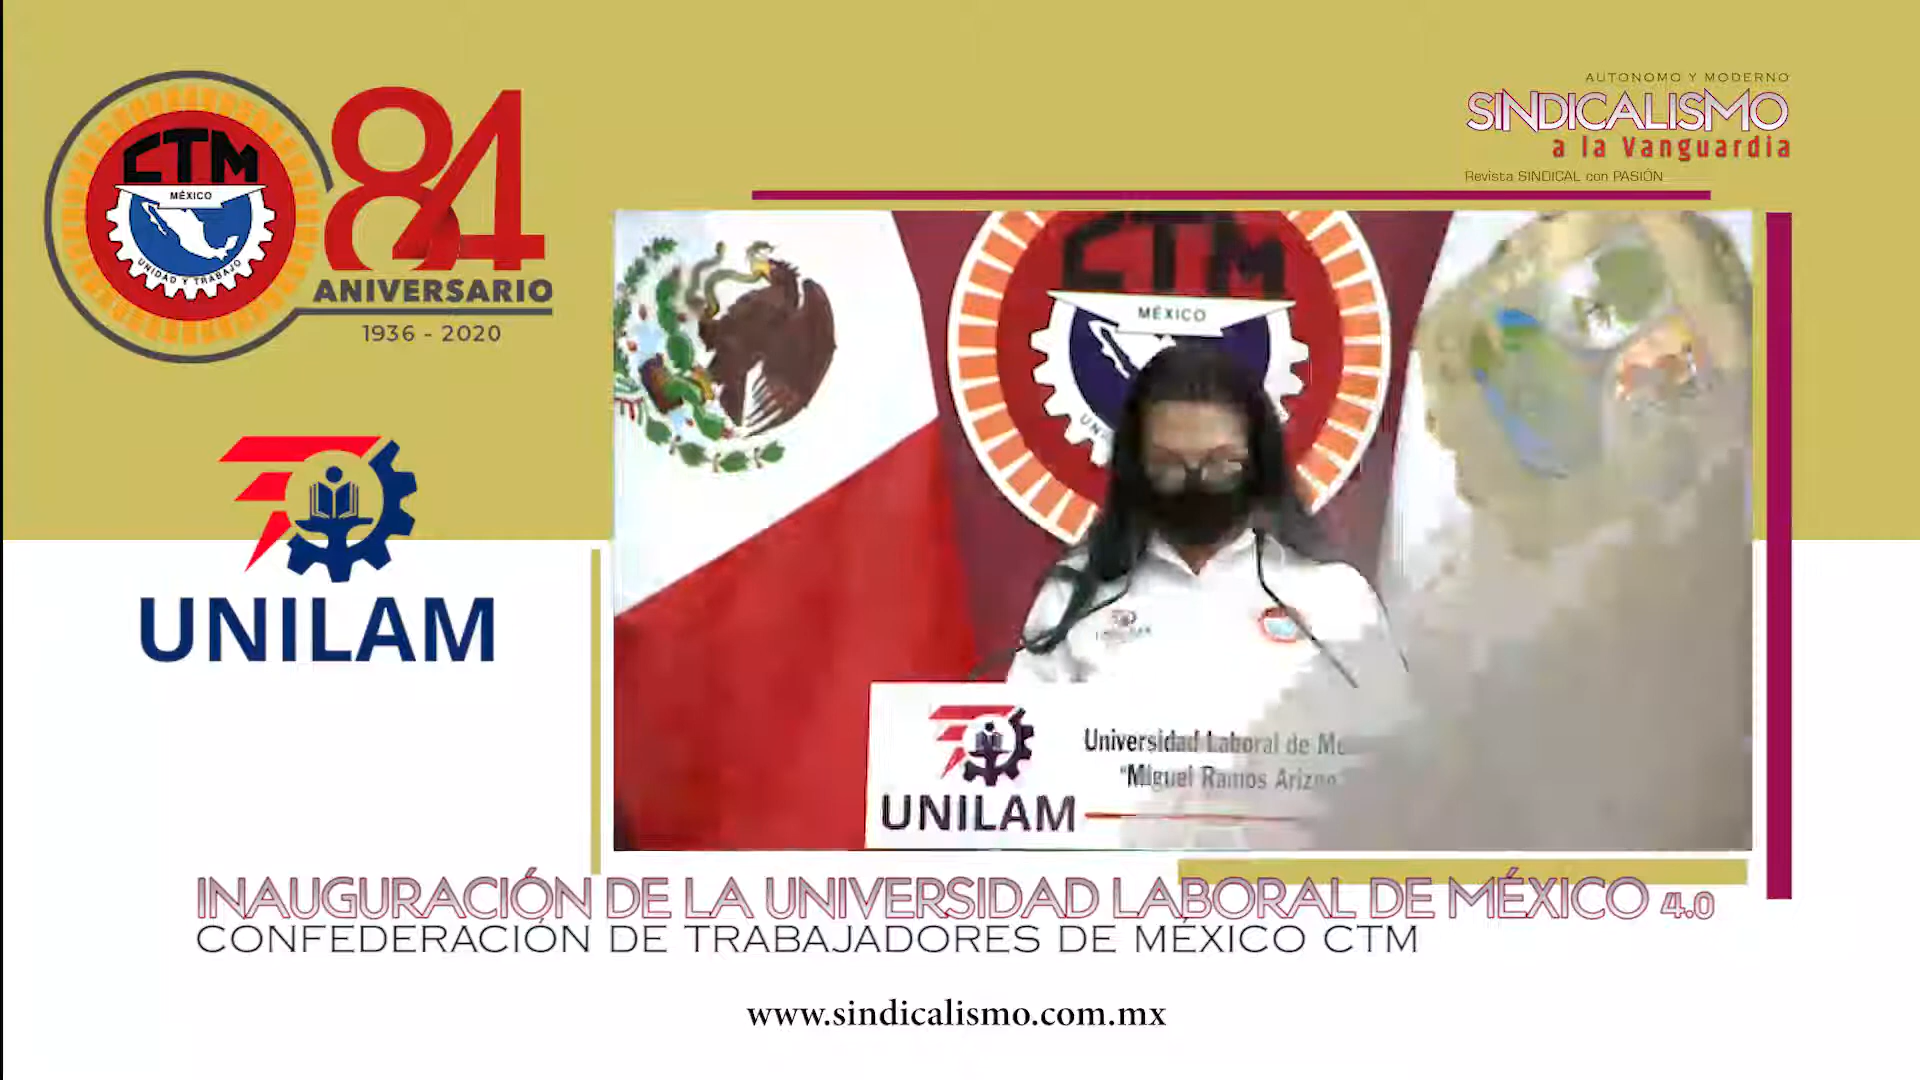 CTM
MÉXICO
UNIDAD Y TRABAJO
84
ANIVERSARIO
1936 - 2020
AUTONOMO Y MODERNO
SINDICALISMO
a la Vanguardia
Revista SINDICAL con PASIÓN
UNILAM
CTM
MÉXICO
Universidad Laboral de
"Miguel Ramos
UNILAM
INAUGURACIÓN DE LA UNIVERSIDAD LABORAL DE MÉXICO 4.0
CONFEDERACIÓN DE TRABAJADORES DE MÉXICO CTM
www.sindicalismo.com.mx